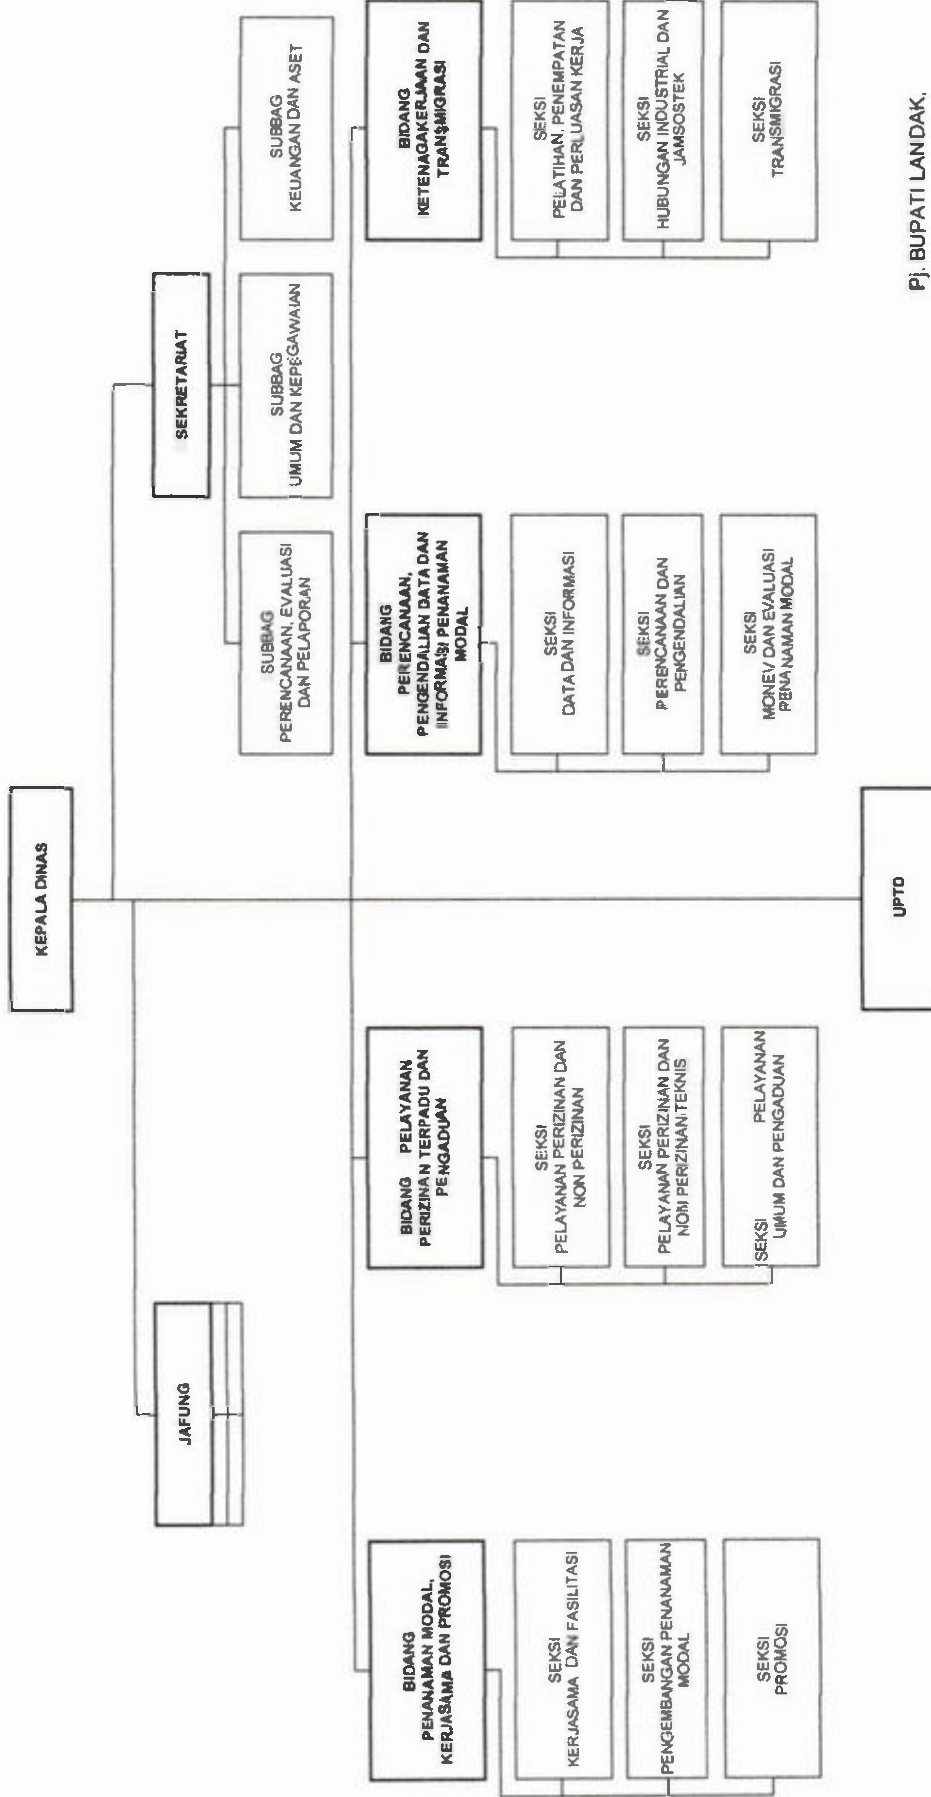 KEPALA DINAS
JAFUNG
SEKRETARIAT
SUBBAG
PERENCANAAN, EVALUASI
DAN PELAPORAN
SUBBAG
UMUM DAN KEPEGAWAIAN
SUBBAG
KEUANGAN DAN ASET
BIDANG
PENANAMAN MODAL,
KERJASAMA DAN PROMOSI
BIDANG PELAYANAN
PERIZINAN TERPADU DAN
PENGADUAN
BIDANG
PERENCANAAN,
PENGENDALIAN DATA DAN
INFORMASI PENANAMAN
MODAL
BIDANG
KETENAGAKERJAAN DAN
TRANSMIGRASI
SEKSI
KERJASAMA DAN FASILITASI
SEKSI
PENGEMBANGAN PENANAMAN
MODAL
SEKSI
PROMOSI
SEKSI
PELAYANAN PERIZINAN DAN
NON PERIZINAN
SEKSI
PELAYANAN PERIZINAN DAN
NOM PERIZINAN TEKNIS
SEKSI PELAYANAN
UMUM DAN PENGADUAN
SEKSI
DATA DAN INFORMASI
SEKSI
PERENCANAAN DAN
PENGENDALIAN
SEKSI
MONEV DAN EVALUASI
PENANAMAN MODAL
SEKSI
PELATIHAN, PENEMPATAN
DAN PERLUASAN KERJA
SEKSI
HUBUNGAN INDUSTRIAL DAN
JAMSOSTEK
SEKSI
TRANSMIGRASI
UPTD
Pj. BUPATI LANDAK,